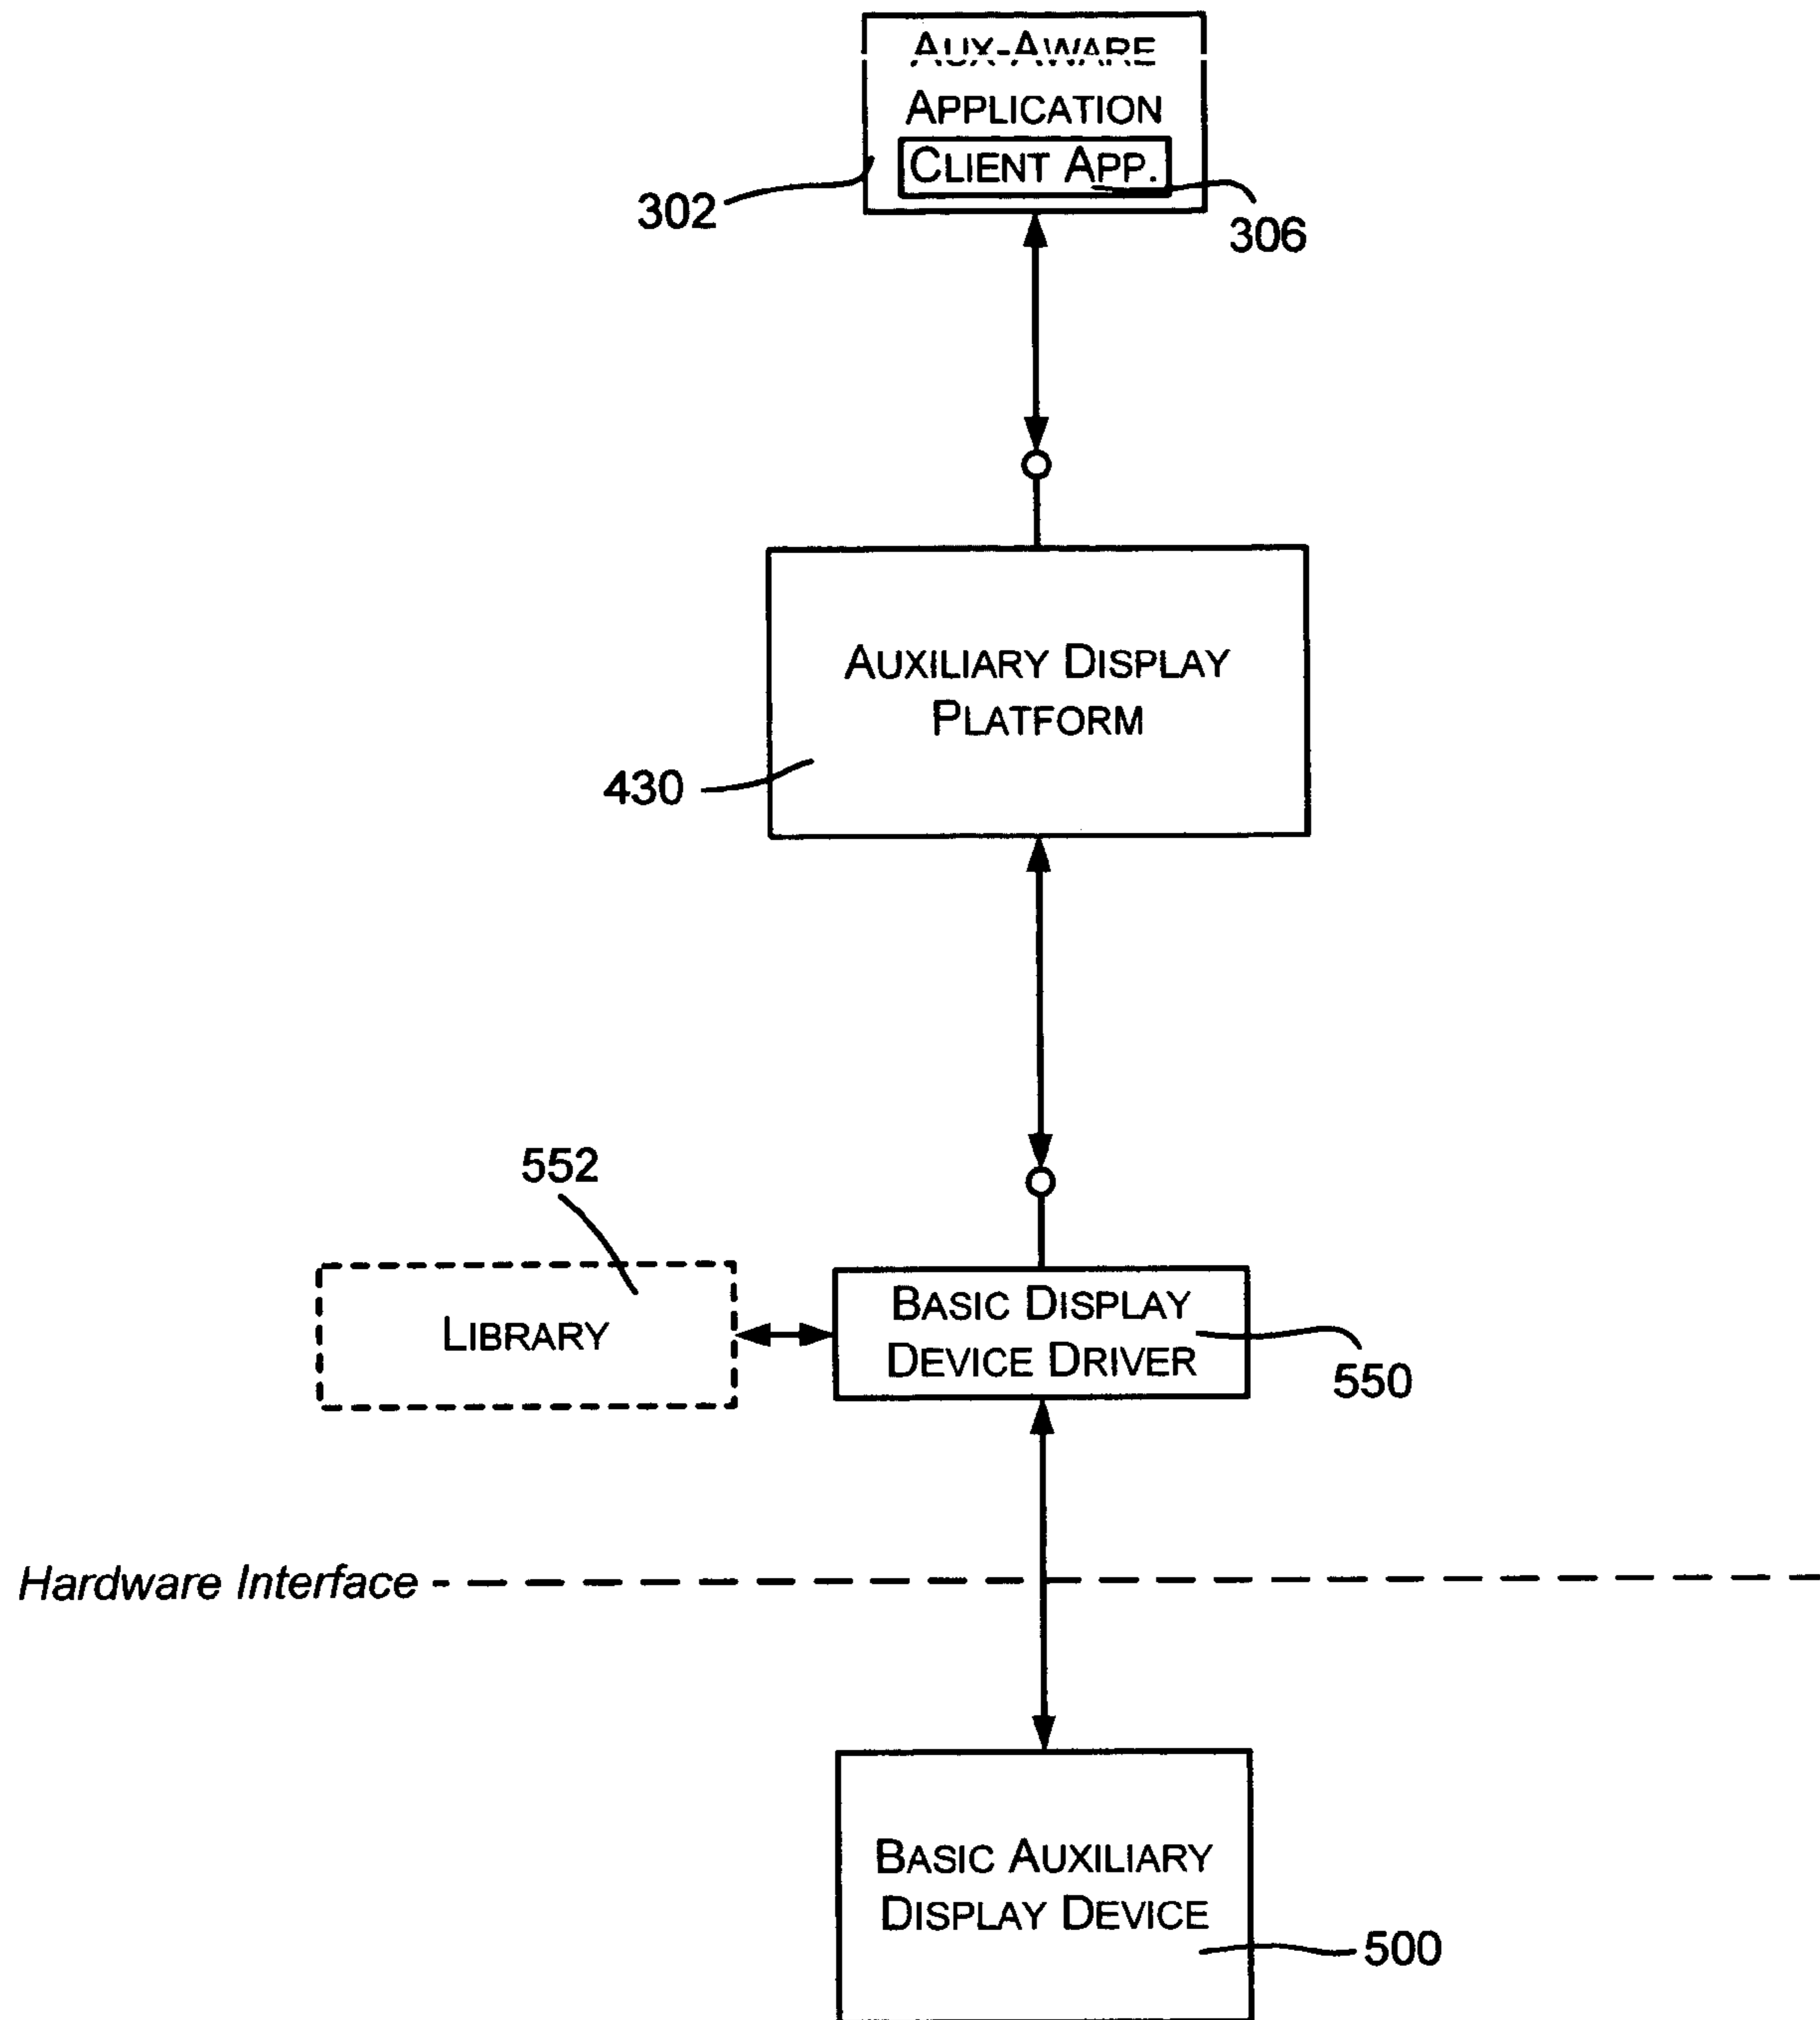 AUX-AWARE
APPLICATION
CLIENT APP.
302
306
AUXILIARY DISPLAY
PLATFORM
430
552
LIBRARY
BASIC DISPLAY
DEVICE DRIVER
550
Hardware Interface
BASIC AUXILIARY
DISPLAY DEVICE
500